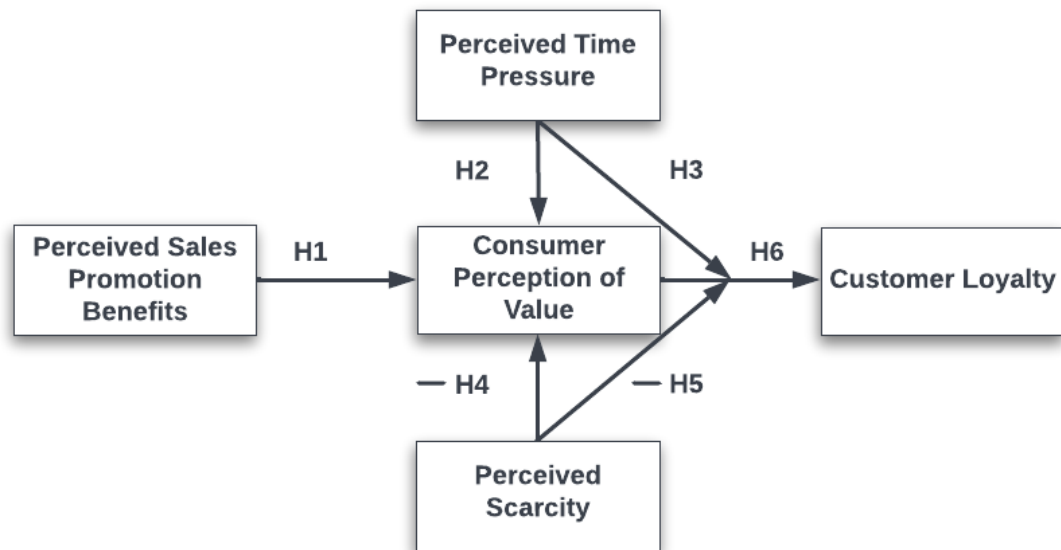 Perceived Time
Pressure
H2
H3
Perceived Sales
Promotion
Benefits
H1
Consumer
Perception of
Value
H6
Customer Loyalty
— H4
— H5
Perceived
Scarcity